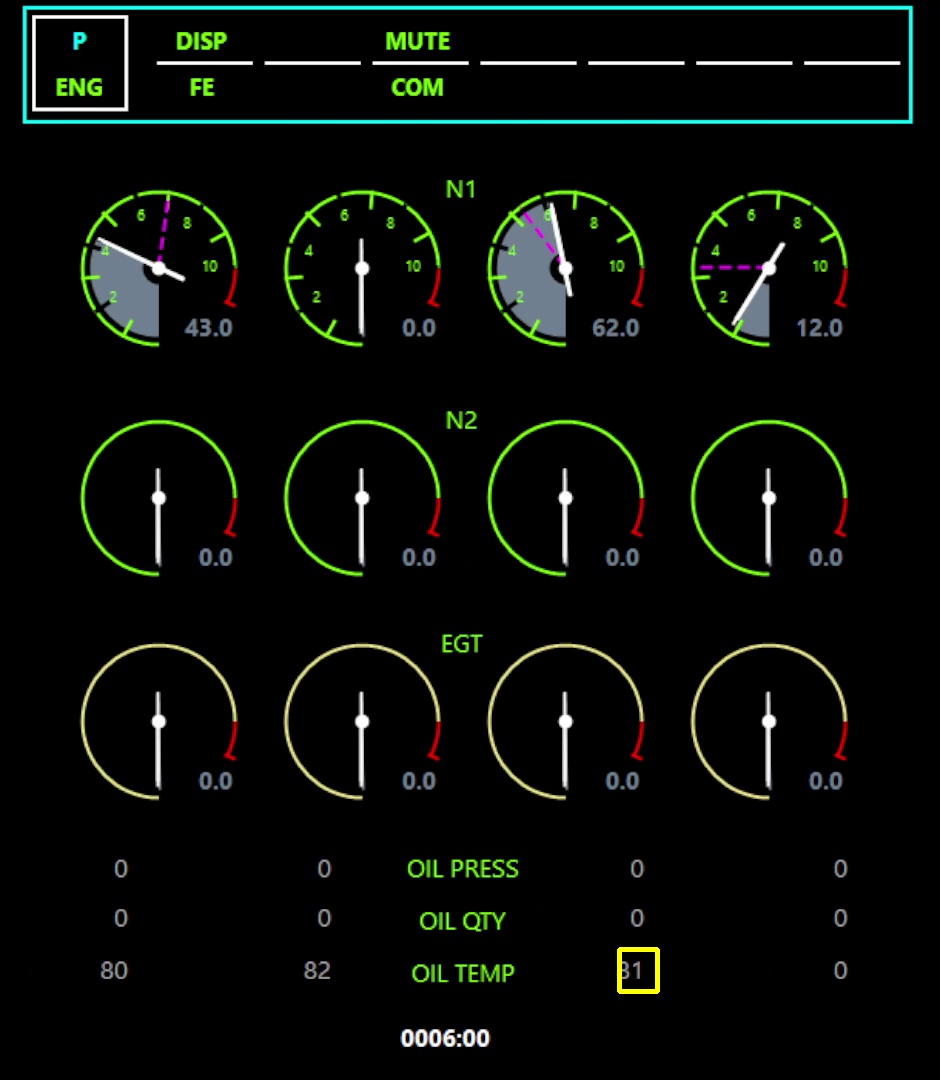 P DISP MUTE
ENG FE COM
N1
2 4 6 8 10 43.0
2 4 6 8 10 0.0
2 4 6 8 10 62.0
2 4 6 8 10 12.0
N2
0.0 0.0 0.0 0.0
EGT
0.0 0.0 0.0 0.0
0 0 OIL PRESS 0 0
0 0 OIL QTY 0 0
80 82 OIL TEMP 81 0
0006:00